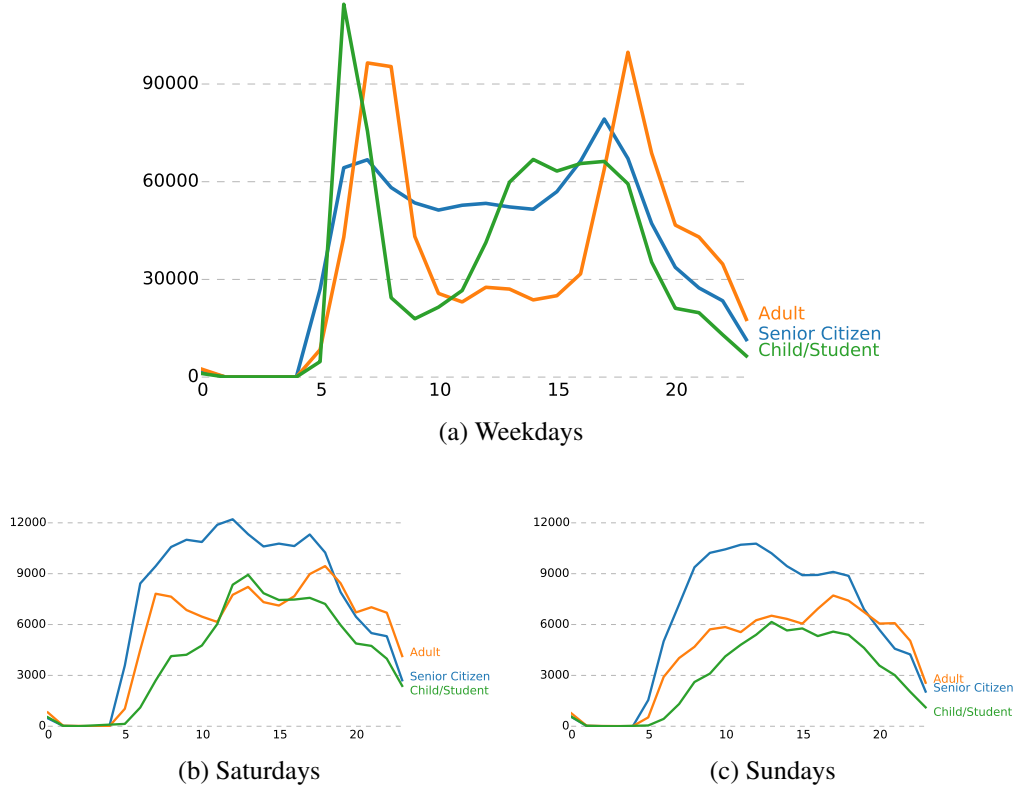 90000
60000
30000
0
0 5 10 15 20
Adult
Senior Citizen
Child/Student
(a) Weekdays
12000
9000
6000
3000
0
0 5 10 15 20
Adult
Senior Citizen
Child/Student
(b) Saturdays
12000
9000
6000
3000
0
0 5 10 15 20
Adult
Senior Citizen
Child/Student
(c) Sundays